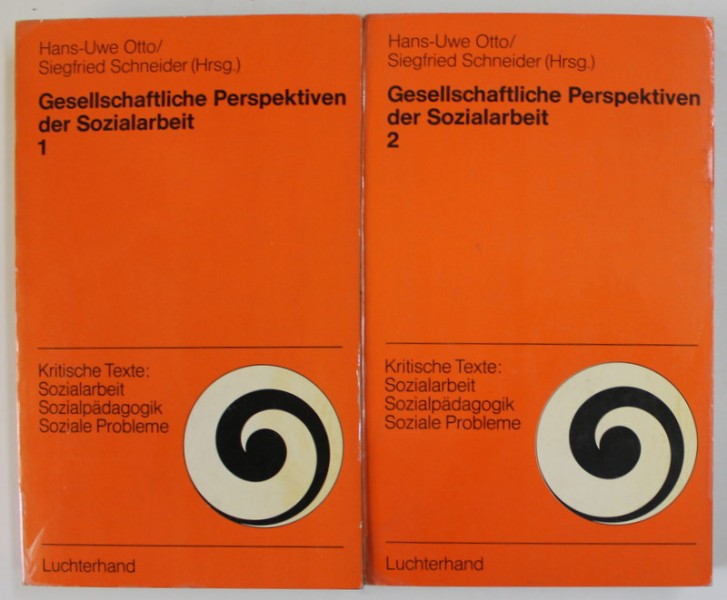 Hans-Uwe Otto/
Siegfried Schneider (Hrsg.)
Gesellschaftliche Perspektiven
der Sozialarbeit
1
Kritische Texte:
Sozialarbeit
Sozialpädagogik
Soziale Probleme
Luchterhand
Hans-Uwe Otto/
Siegfried Schneider (Hrsg.)
Gesellschaftliche Perspektiven
der Sozialarbeit
2
Kritische Texte:
Sozialarbeit
Sozialpädagogik
Soziale Probleme
Luchterhand